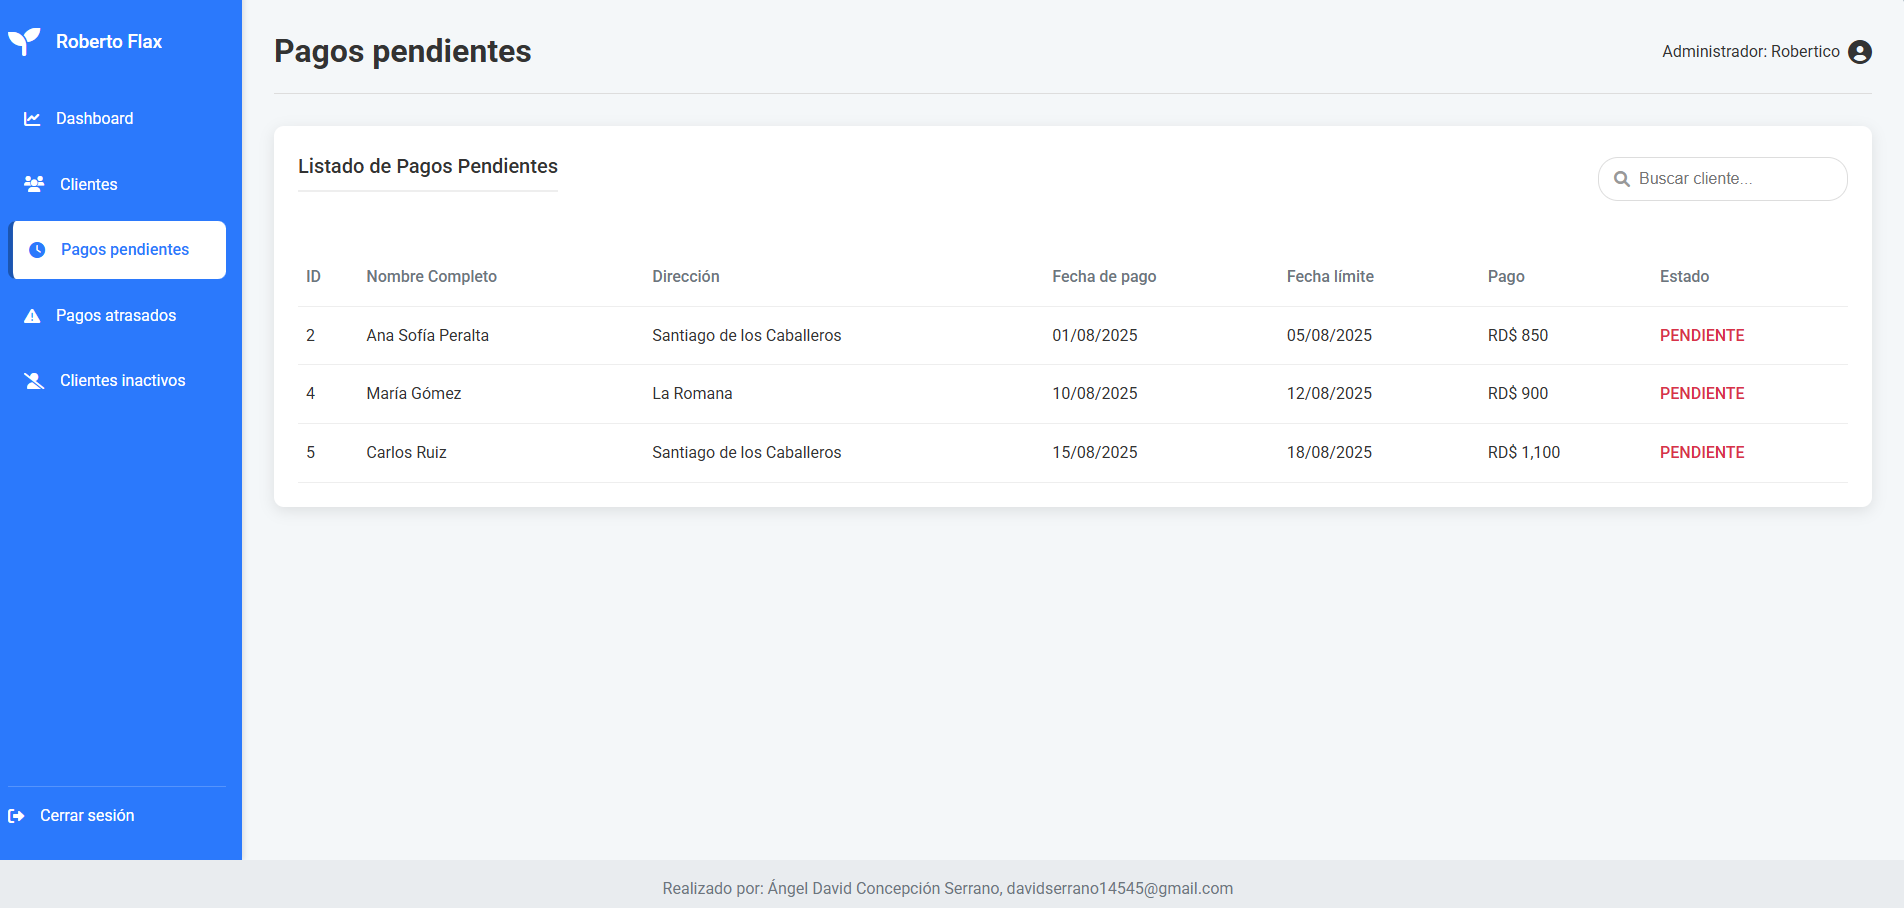 Roberto Flax
Dashboard
Clientes
Pagos pendientes
Pagos atrasados
Clientes inactivos
Cerrar sesión
Pagos pendientes
Administrador: Robertico
Listado de Pagos Pendientes
Buscar cliente...
ID Nombre Completo Dirección Fecha de pago Fecha límite Pago Estado
2 Ana Sofía Peralta Santiago de los Caballeros 01/08/2025 05/08/2025 RD$ 850 PENDIENTE
4 María Gómez La Romana 10/08/2025 12/08/2025 RD$ 900 PENDIENTE
5 Carlos Ruiz Santiago de los Caballeros 15/08/2025 18/08/2025 RD$ 1,100 PENDIENTE
Realizado por: Ángel David Concepción Serrano, davidserrano14545@gmail.com